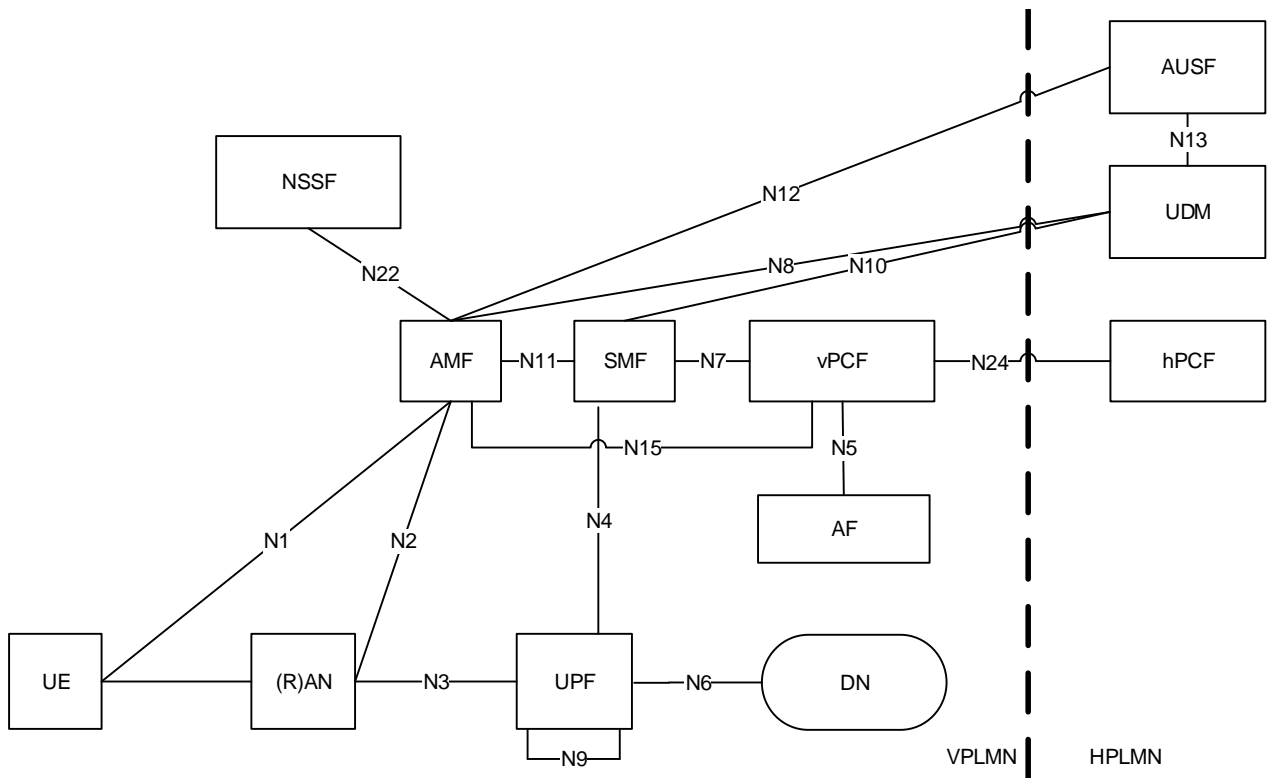 AUSF
N13
NSSF
N12
UDM
N22
N8
N10
AMF
N11
SMF
N7
vPCF
N24
hPCF
N15
N5
N1
N2
N4
AF
UE
(R)AN
N3
UPF
N6
DN
N9
VPLMN
HPLMN